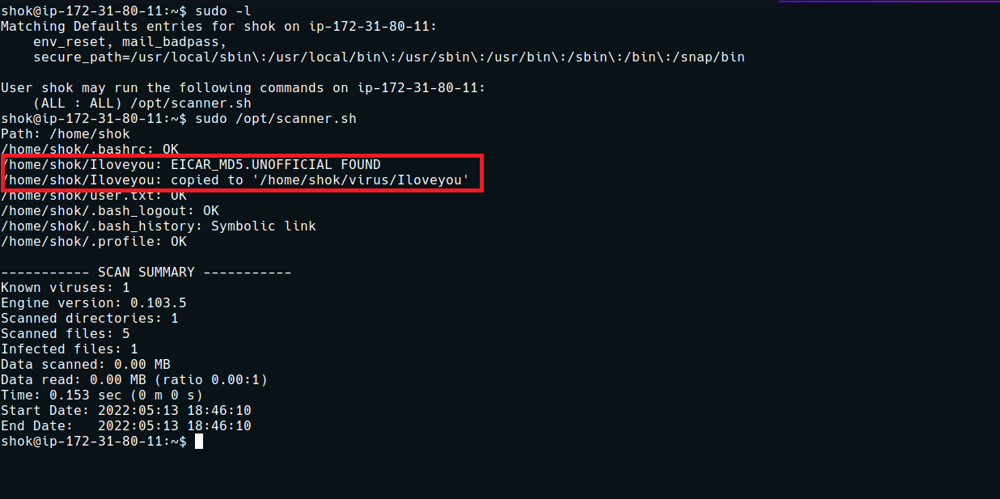 shok@ip-172-31-80-11:~$ sudo -l
Matching Defaults entries for shok on ip-172-31-80-11:
    env_reset, mail_badpass,
    secure_path=/usr/local/sbin\:/usr/local/bin\:/usr/sbin\:/usr/bin\:/sbin\:/bin\:/snap/bin

User shok may run the following commands on ip-172-31-80-11:
    (ALL : ALL) /opt/scanner.sh
shok@ip-172-31-80-11:~$ sudo /opt/scanner.sh
Path: /home/shok
/home/shok/.bashrc: OK
/home/shok/Iloveyou: EICAR_MD5.UNOFFICIAL FOUND
/home/shok/Iloveyou: copied to '/home/shok/virus/Iloveyou'
/home/shok/user.txt: OK
/home/shok/.bash_logout: OK
/home/shok/.bash_history: Symbolic link
/home/shok/.profile: OK

----------- SCAN SUMMARY -----------
Known viruses: 1
Engine version: 0.103.5
Scanned directories: 1
Scanned files: 5
Infected files: 1
Data scanned: 0.00 MB
Data read: 0.00 MB (ratio 0.00:1)
Time: 0.153 sec (0 m 0 s)
Start Date: 2022:05:13 18:46:10
End Date:   2022:05:13 18:46:10
shok@ip-172-31-80-11:~$